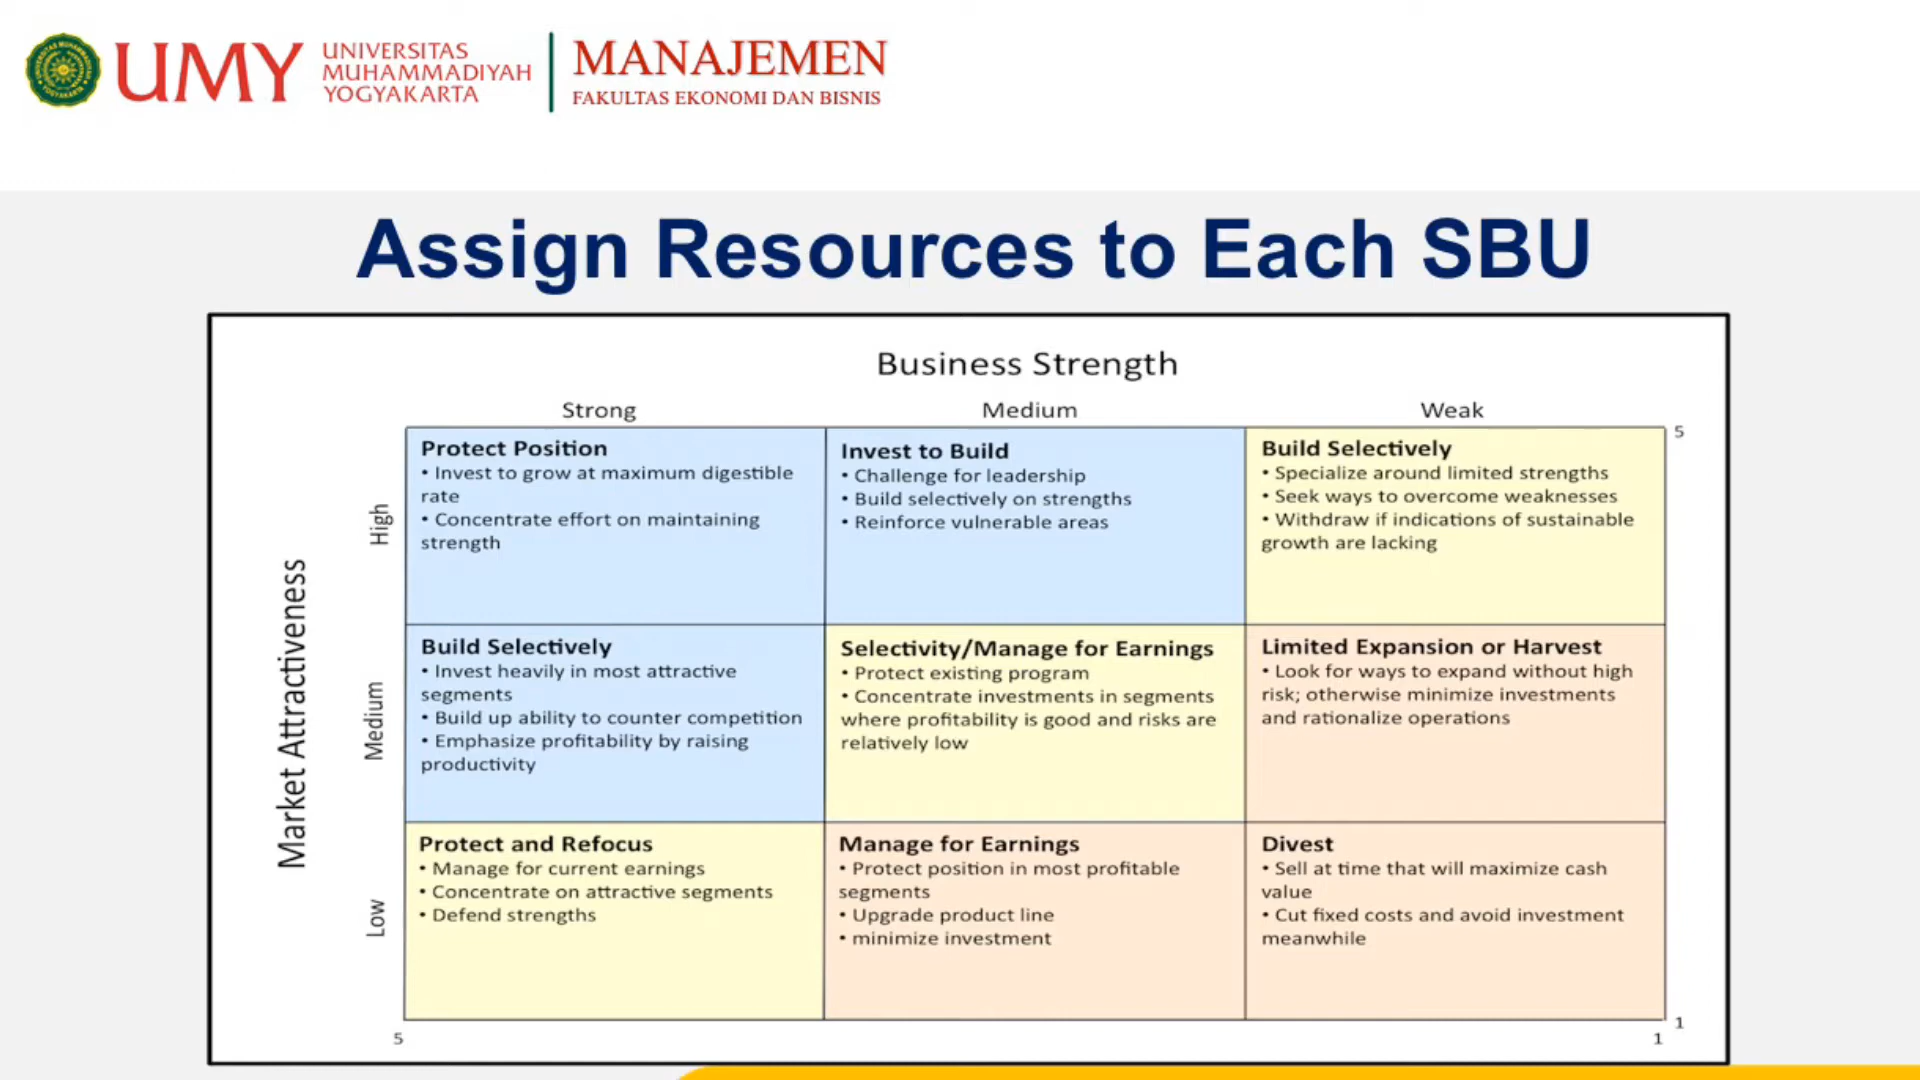 UMY
UNIVERSITAS
MUHAMMADIYAH
YOGYAKARTA
MANAJEMEN
FAKULTAS EKONOMI DAN BISNIS
Assign Resources to Each SBU
Business Strength
Strong
Medium
Weak
Market Attractiveness
High
Protect Position
• Invest to grow at maximum digestible
rate
• Concentrate effort on maintaining
strength
Invest to Build
• Challenge for leadership
• Build selectively on strengths
• Reinforce vulnerable areas
Build Selectively
• Specialize around limited strengths
• Seek ways to overcome weaknesses
• Withdraw if indications of sustainable
growth are lacking
5
Medium
Build Selectively
• Invest heavily in most attractive
segments
• Build up ability to counter competition
• Emphasize profitability by raising
productivity
Selectivity/Manage for Earnings
• Protect existing program
• Concentrate investments in segments
where profitability is good and risks are
relatively low
Limited Expansion or Harvest
• Look for ways to expand without high
risk; otherwise minimize investments
and rationalize operations
Low
Protect and Refocus
• Manage for current earnings
• Concentrate on attractive segments
• Defend strengths
Manage for Earnings
• Protect position in most profitable
segments
• Upgrade product line
• minimize investment
Divest
• Sell at time that will maximize cash
value
• Cut fixed costs and avoid investment
meanwhile
1
5
1